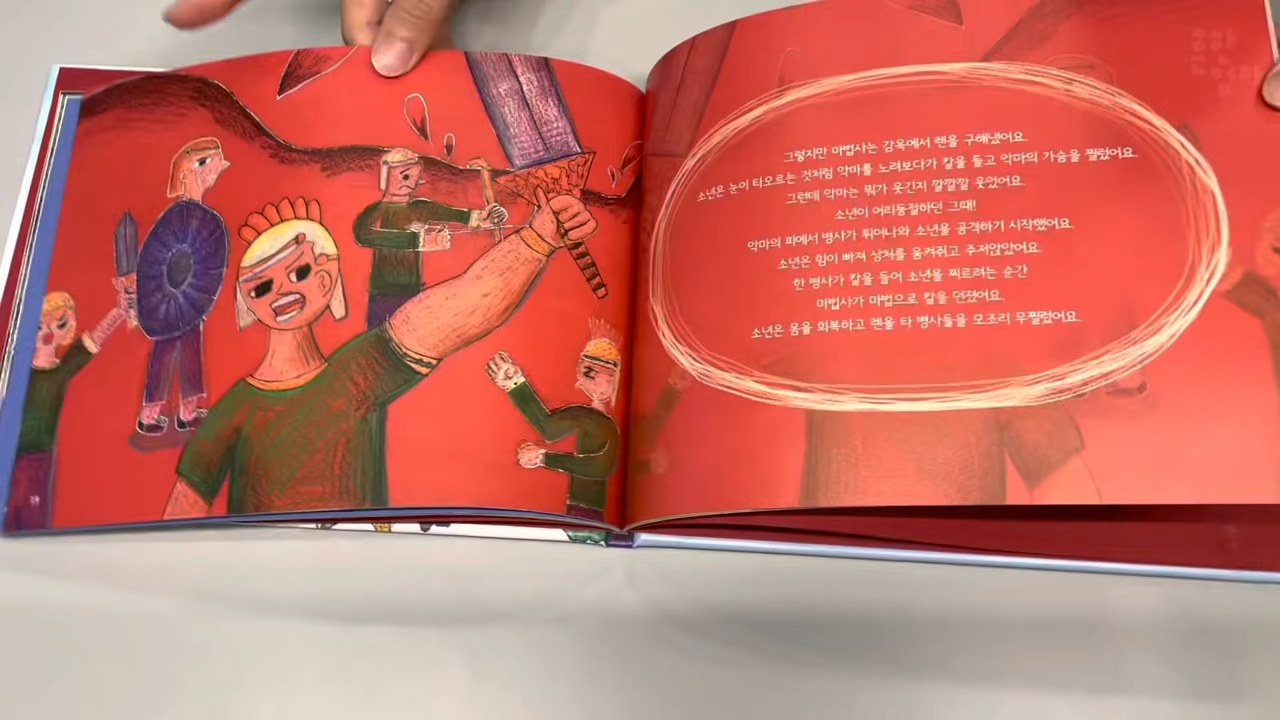 그렇지만 마법사는 감옥에서 렌을 구해냈어요.
소년은 눈이 타오르는 것처럼 악마를 노려보다가 칼을 들고 악마의 가슴을 찔렀어요.
그런데 악마는 뭐가 웃긴지 깔깔깔 웃었어요.
소년이 어리둥절하던 그때!
악마의 피에서 병사가 튀어나와 소년을 공격하기 시작했어요.
소년은 힘이 빠져 상처를 움켜쥐고 주저앉았어요.
한 병사가 칼을 들어 소년을 찌르려는 순간
마법사가 마법으로 칼을 던졌어요.
소년은 몸을 회복하고 렌을 타 병사들을 모조리 무찔렀어요.